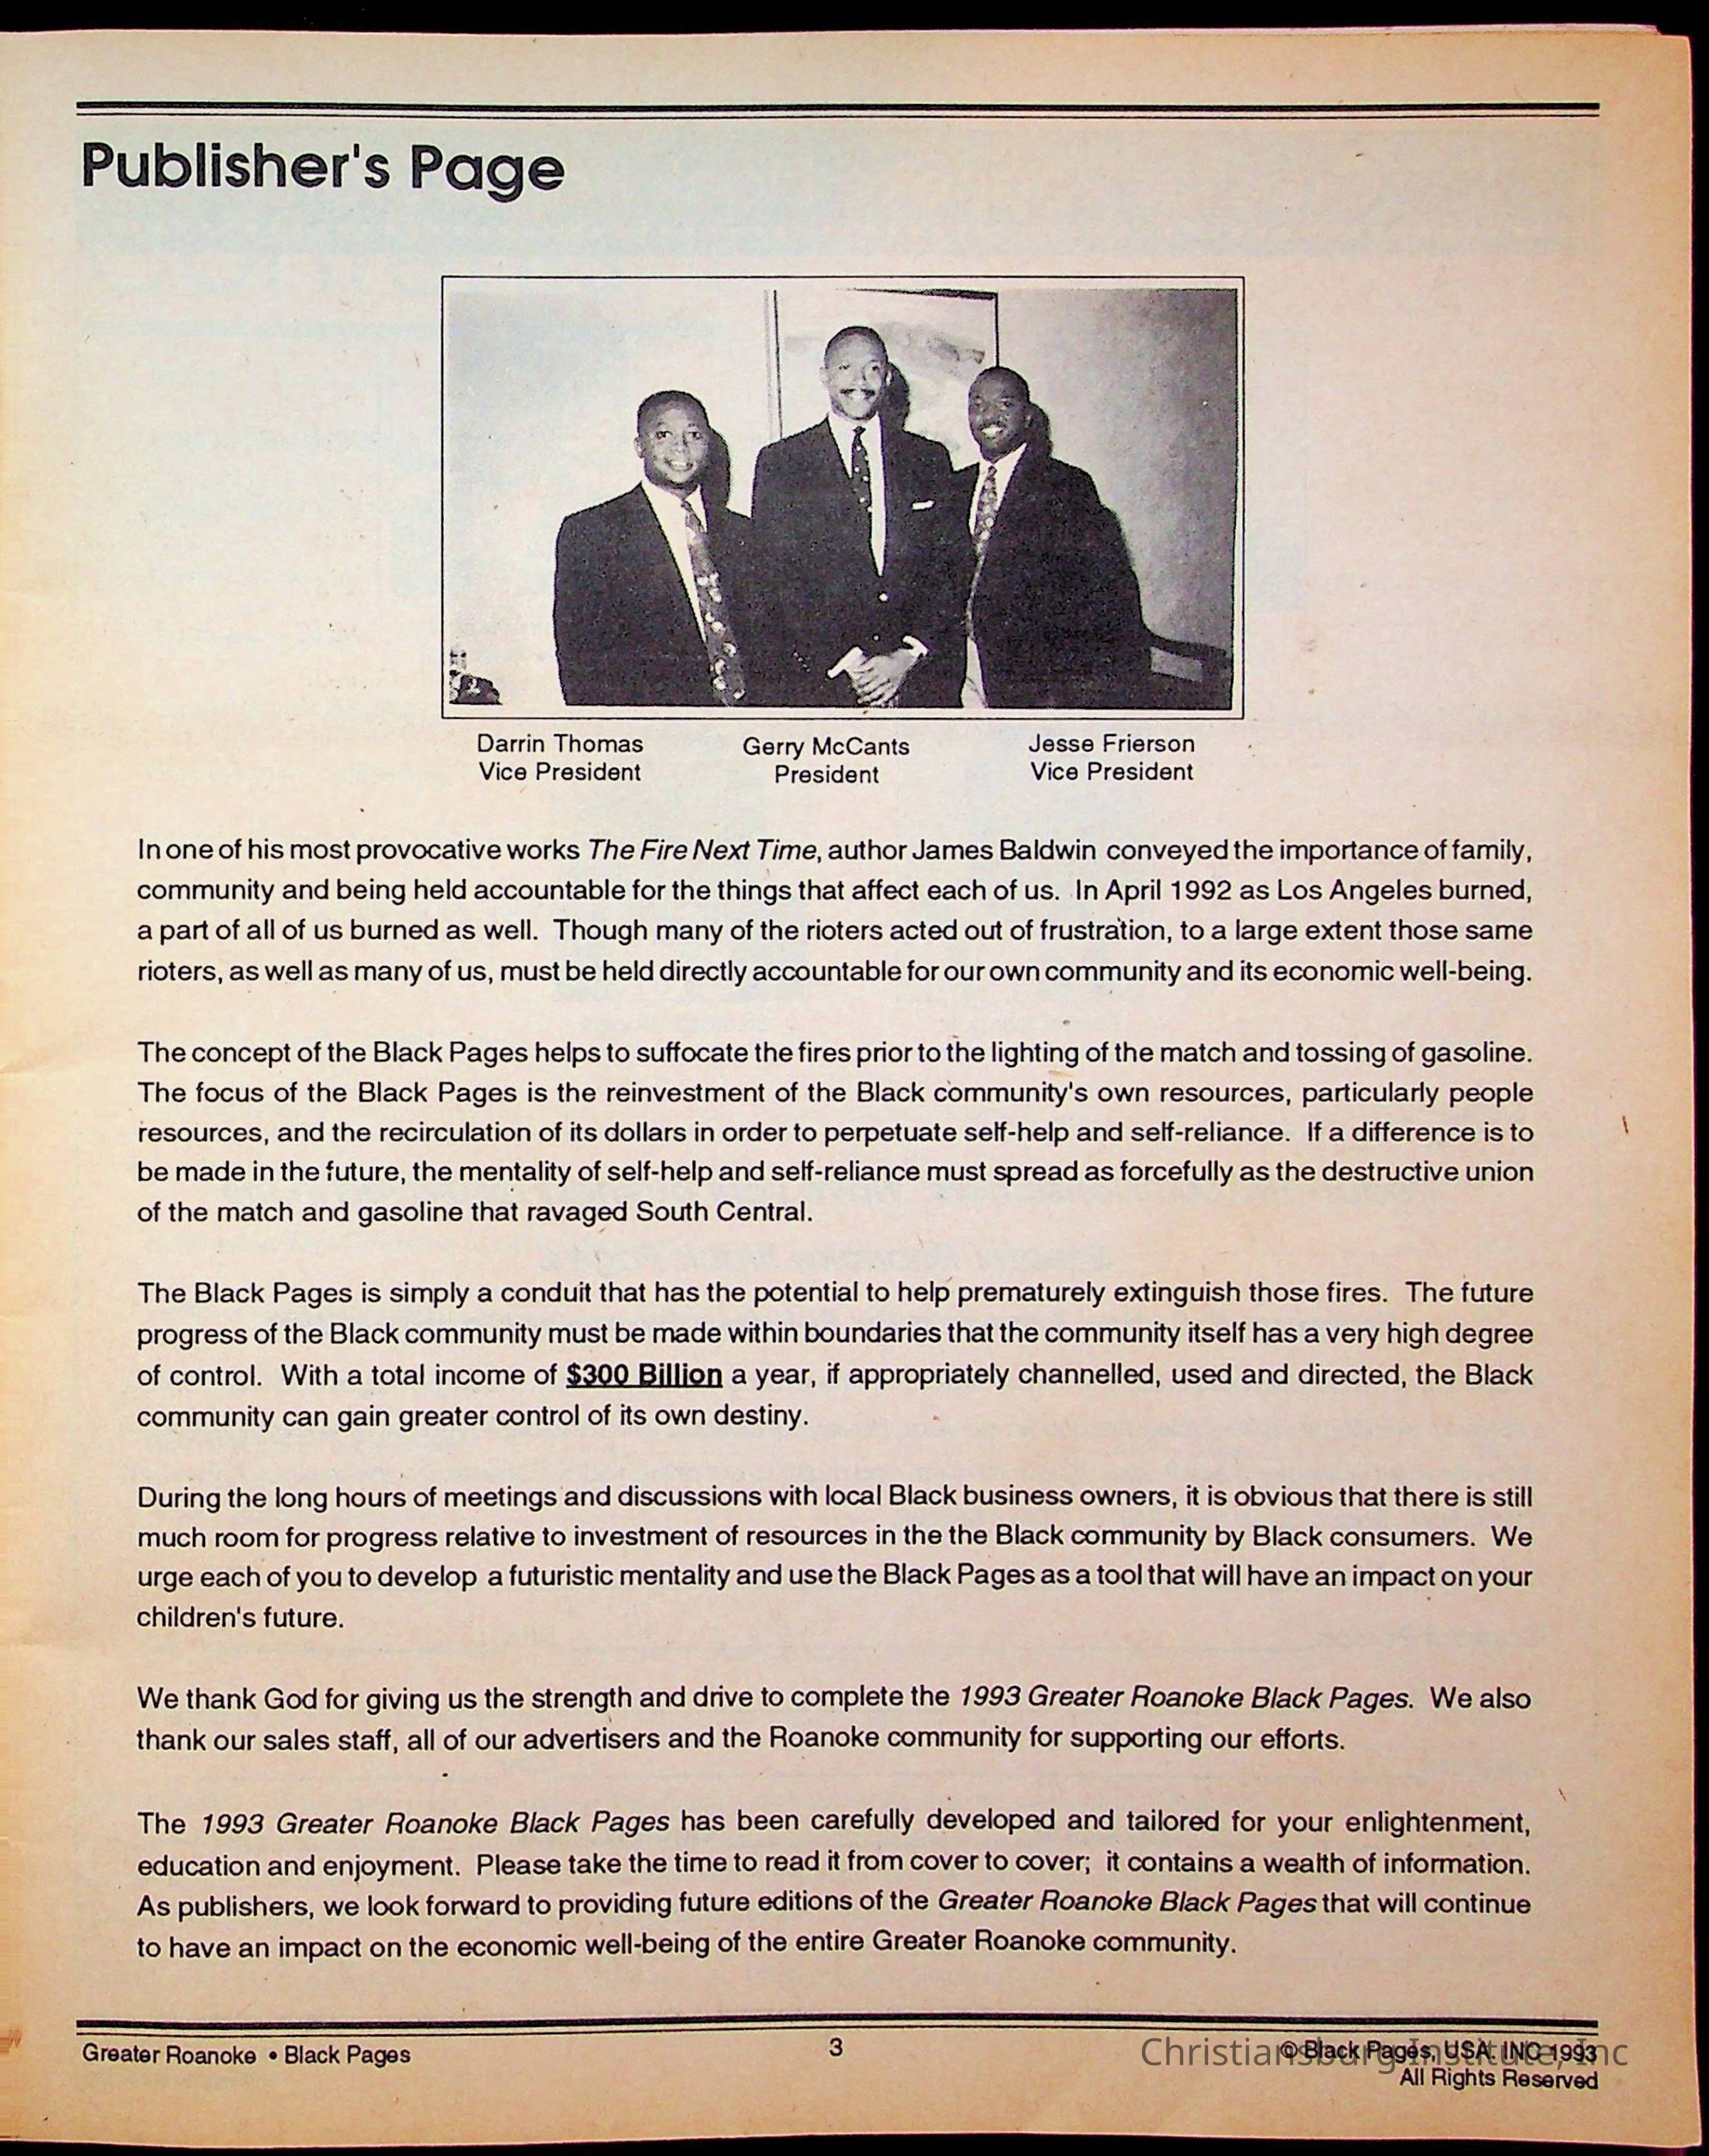 Publisher's Page
Darrin Thomas
Vice President
Gerry McCants
President
Jesse Frierson
Vice President
In one of his most provocative works The Fire Next Time, author James Baldwin conveyed the importance of family,
community and being held accountable for the things that affect each of us. In April 1992 as Los Angeles burned,
a part of all of us burned as well. Though many of the rioters acted out of frustration, to a large extent those same
rioters, as well as many of us, must be held directly accountable for our own community and its economic well-being.
The concept of the Black Pages helps to suffocate the fires prior to the lighting of the match and tossing of gasoline.
The focus of the Black Pages is the reinvestment of the Black community's own resources, particularly people
resources, and the recirculation of its dollars in order to perpetuate self-help and self-reliance. If a difference is to
be made in the future, the mentality of self-help and self-reliance must spread as forcefully as the destructive union
of the match and gasoline that ravaged South Central.
The Black Pages is simply a conduit that has the potential to help prematurely extinguish those fires. The future
progress of the Black community must be made within boundaries that the community itself has a very high degree
of control. With a total income of $300 Billion a year, if appropriately channelled, used and directed, the Black
community can gain greater control of its own destiny.
During the long hours of meetings and discussions with local Black business owners, it is obvious that there is still
much room for progress relative to investment of resources in the the Black community by Black consumers. We
urge each of you to develop a futuristic mentality and use the Black Pages as a tool that will have an impact on your
children's future.
We thank God for giving us the strength and drive to complete the 1993 Greater Roanoke Black Pages. We also
thank our sales staff, all of our advertisers and the Roanoke community for supporting our efforts.
The 1993 Greater Roanoke Black Pages has been carefully developed and tailored for your enlightenment,
education and enjoyment. Please take the time to read it from cover to cover; it contains a wealth of information.
As publishers, we look forward to providing future editions of the Greater Roanoke Black Pages that will continue
to have an impact on the economic well-being of the entire Greater Roanoke community.
Greater Roanoke • Black Pages
3
© Black Pages, USA. INC 1993
All Rights Reserved
Christiansburg Institute, Inc